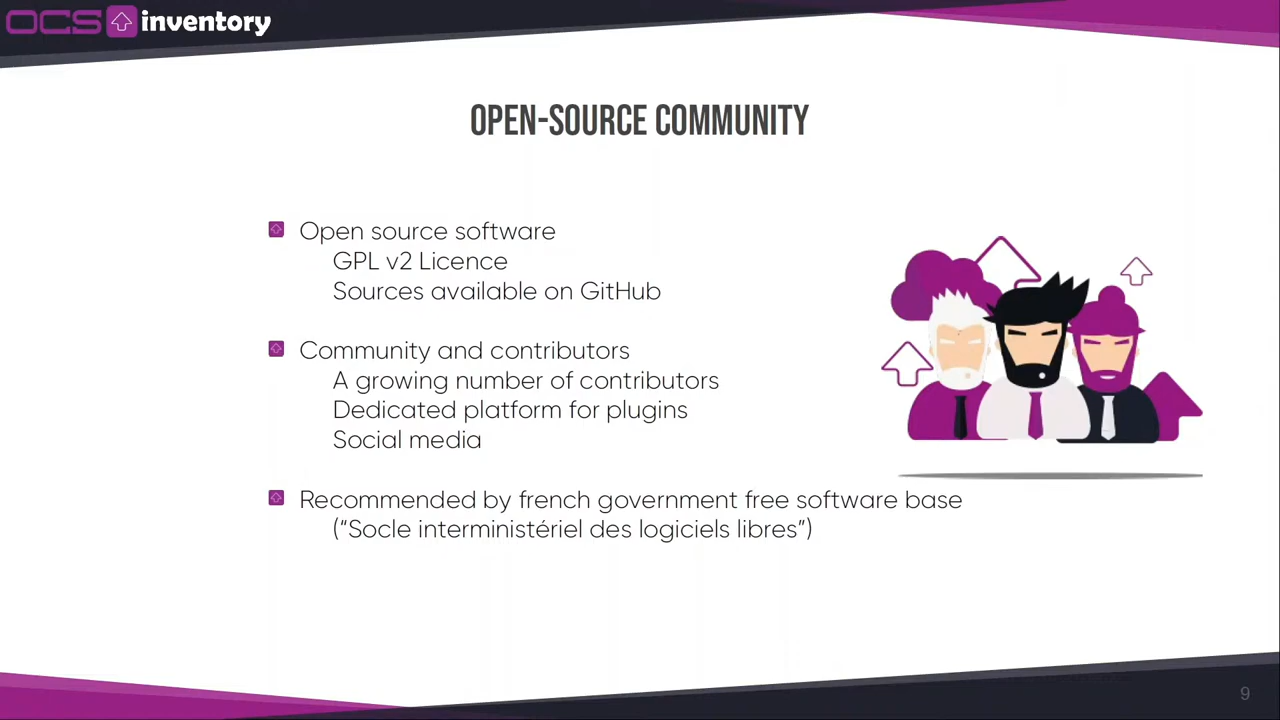 OCS inventory
OPEN-SOURCE COMMUNITY
Open source software
GPL v2 Licence
Sources available on GitHub
Community and contributors
A growing number of contributors
Dedicated platform for plugins
Social media
Recommended by french government free software base
(“Socle interministériel des logiciels libres”)
9